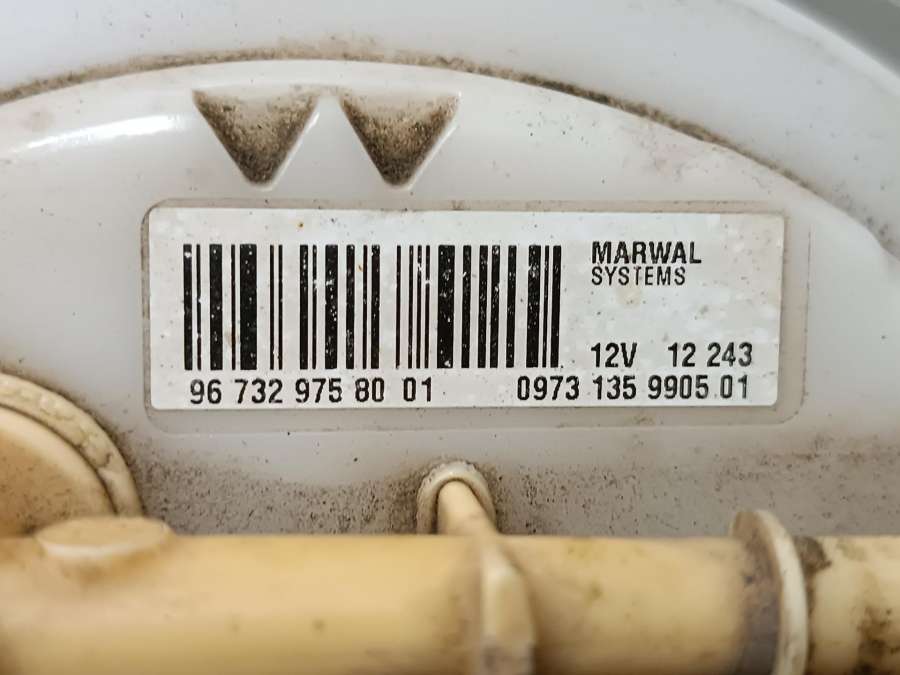 MARWAL
SYSTEMS
12V 12 243
96 732 975 80 01 0973 135 9905.01